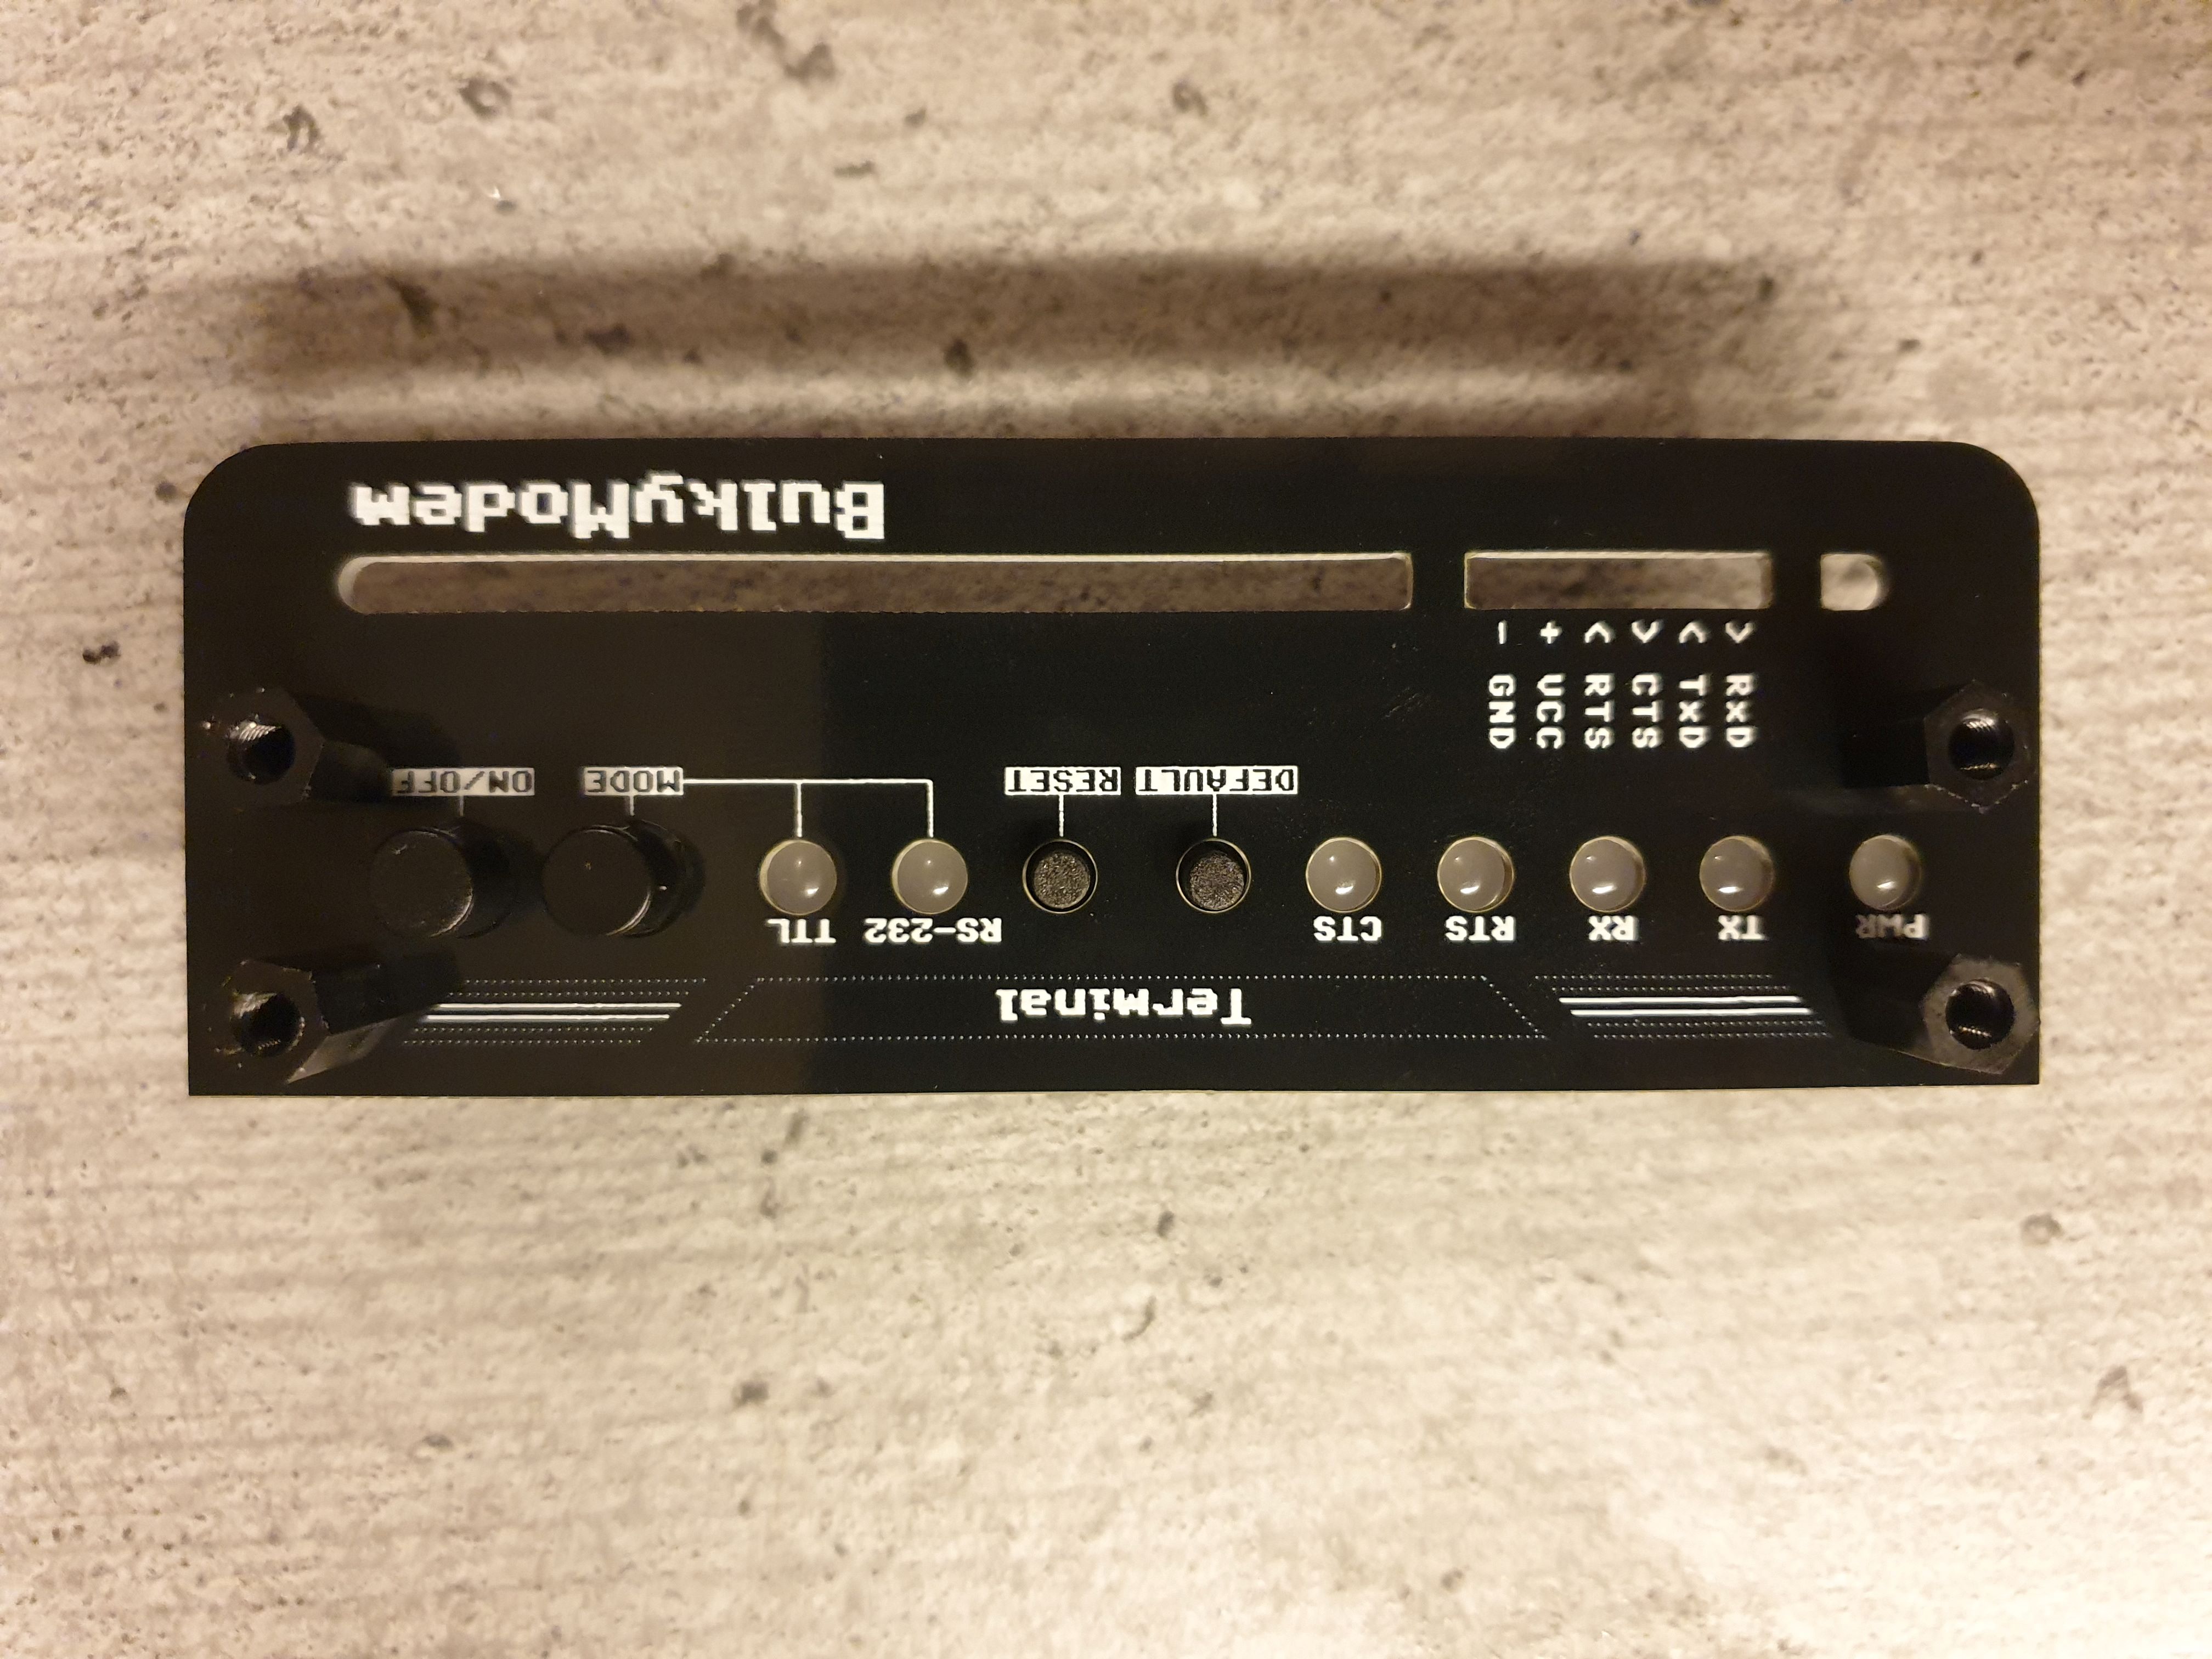 Terminal
PWR TX RX RTS CTS RS-232 TTL
DEFAULT RESET MODE ON/OFF
< RxD
> TxD
< CTS
> RTS
+ VCC
| GND
BulkyModem